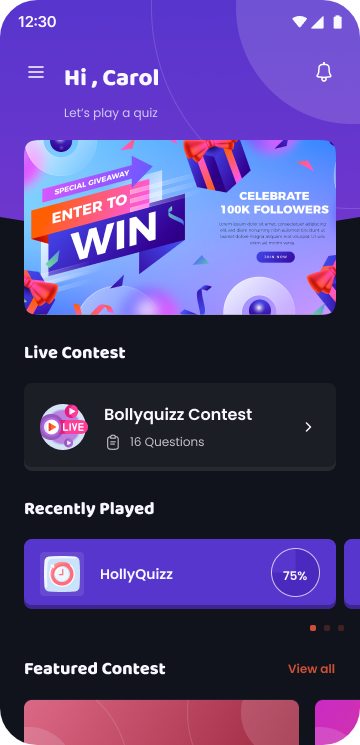 12:30
Hi , Carol
Let's play a quiz
SPECIAL GIVEAWAY
ENTER TO
WIN
CELEBRATE
100K FOLLOWERS
JOIN NOW
Live Contest
LIVE
Bollyquizz Contest
16 Questions
Recently Played
HollyQuizz
75%
Featured Contest
View all